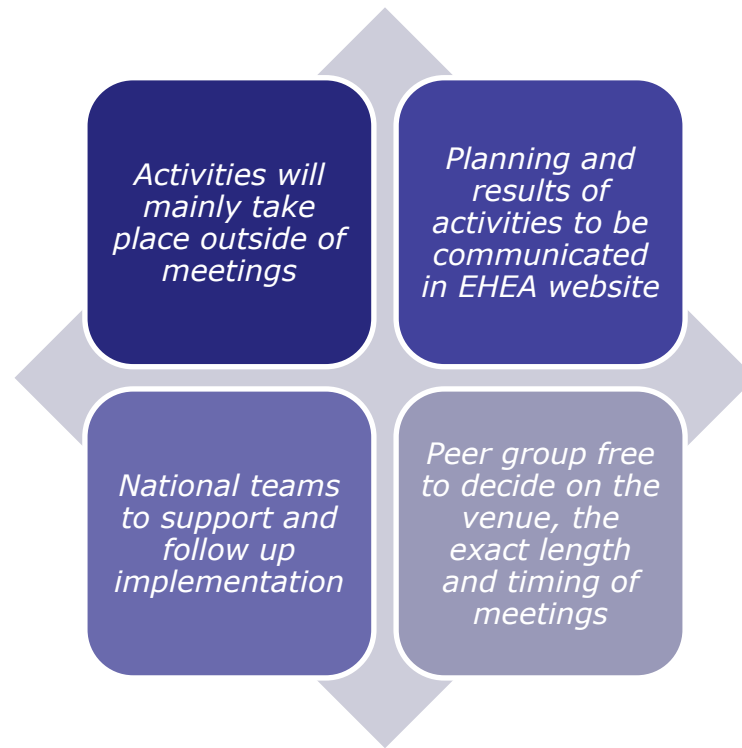 Activities will
mainly take
place outside of
meetings
Planning and
results of
activities to be
communicated
in EHEA website
National teams
to support and
follow up
implementation
Peer group free
to decide on the
venue, the
exact length
and timing of
meetings